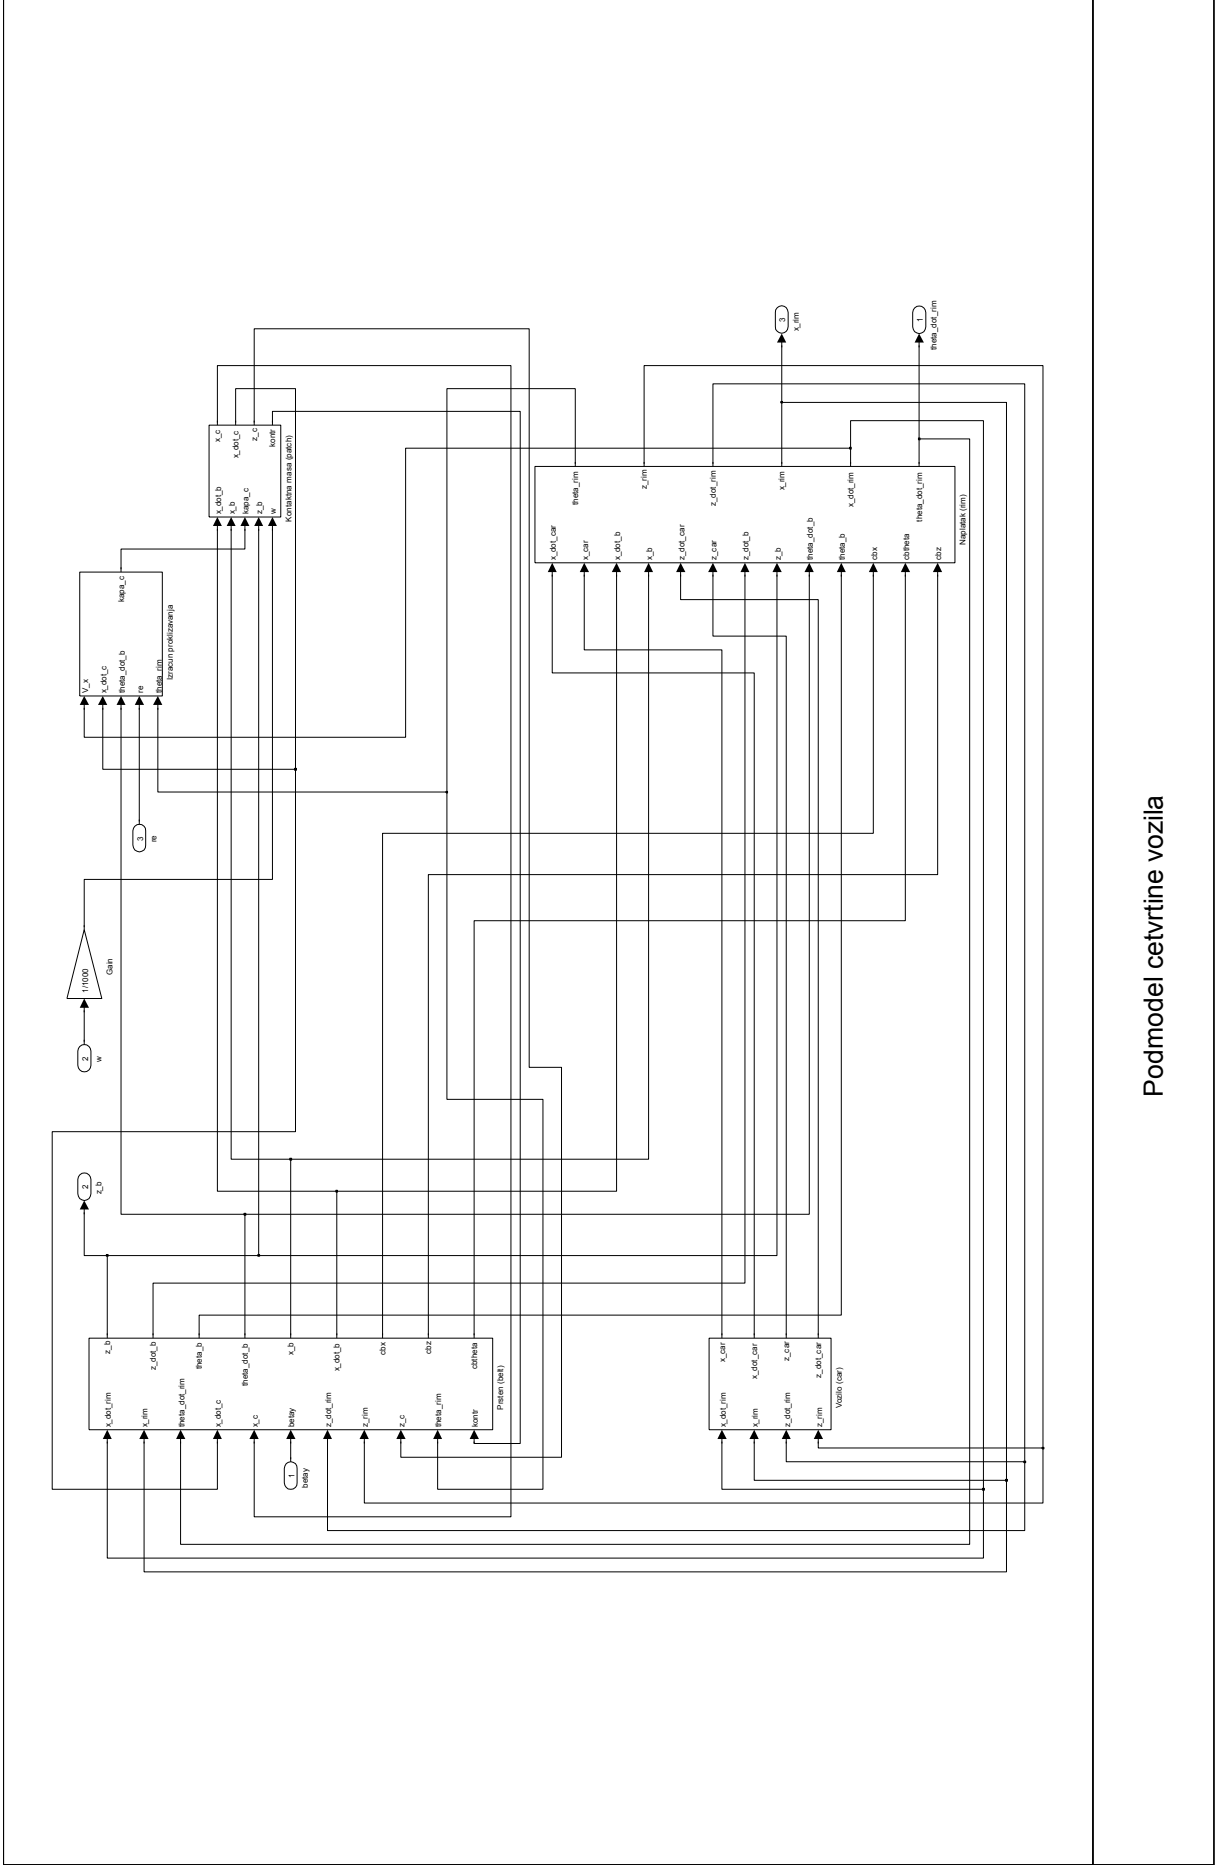 2
w
1/1000
Gain
3
re
V_x
x_dot_c
theta_dot_b
re
theta_rim
kapa_c
Izracun proklizavanja
2
z_b
x_dot_rim
x_rim
theta_dot_rim
x_dot_c
x_c
betay
z_dot_rim
z_rim
z_c
theta_rim
kontr
z_b
z_dot_b
theta_b
theta_dot_b
x_b
x_dot_b
cbx
cbz
cbtheta
Prsten (belt)
1
betay
x_dot_b
x_b
kapa_c
z_b
w
x_c
x_dot_c
z_c
kontr
Kontaktna masa (patch)
x_dot_car
x_car
x_dot_b
x_b
z_dot_car
z_car
z_dot_b
z_b
theta_dot_b
theta_b
cbx
cbtheta
cbz
theta_rim
z_rim
z_dot_rim
x_rim
x_dot_rim
theta_dot_rim
Naplatak (rim)
3
x_rim
1
theta_dot_rim
x_dot_rim
x_rim
z_dot_rim
z_rim
x_car
x_dot_car
z_car
z_dot_car
Vozilo (car)
Podmodel cetvrtine vozila